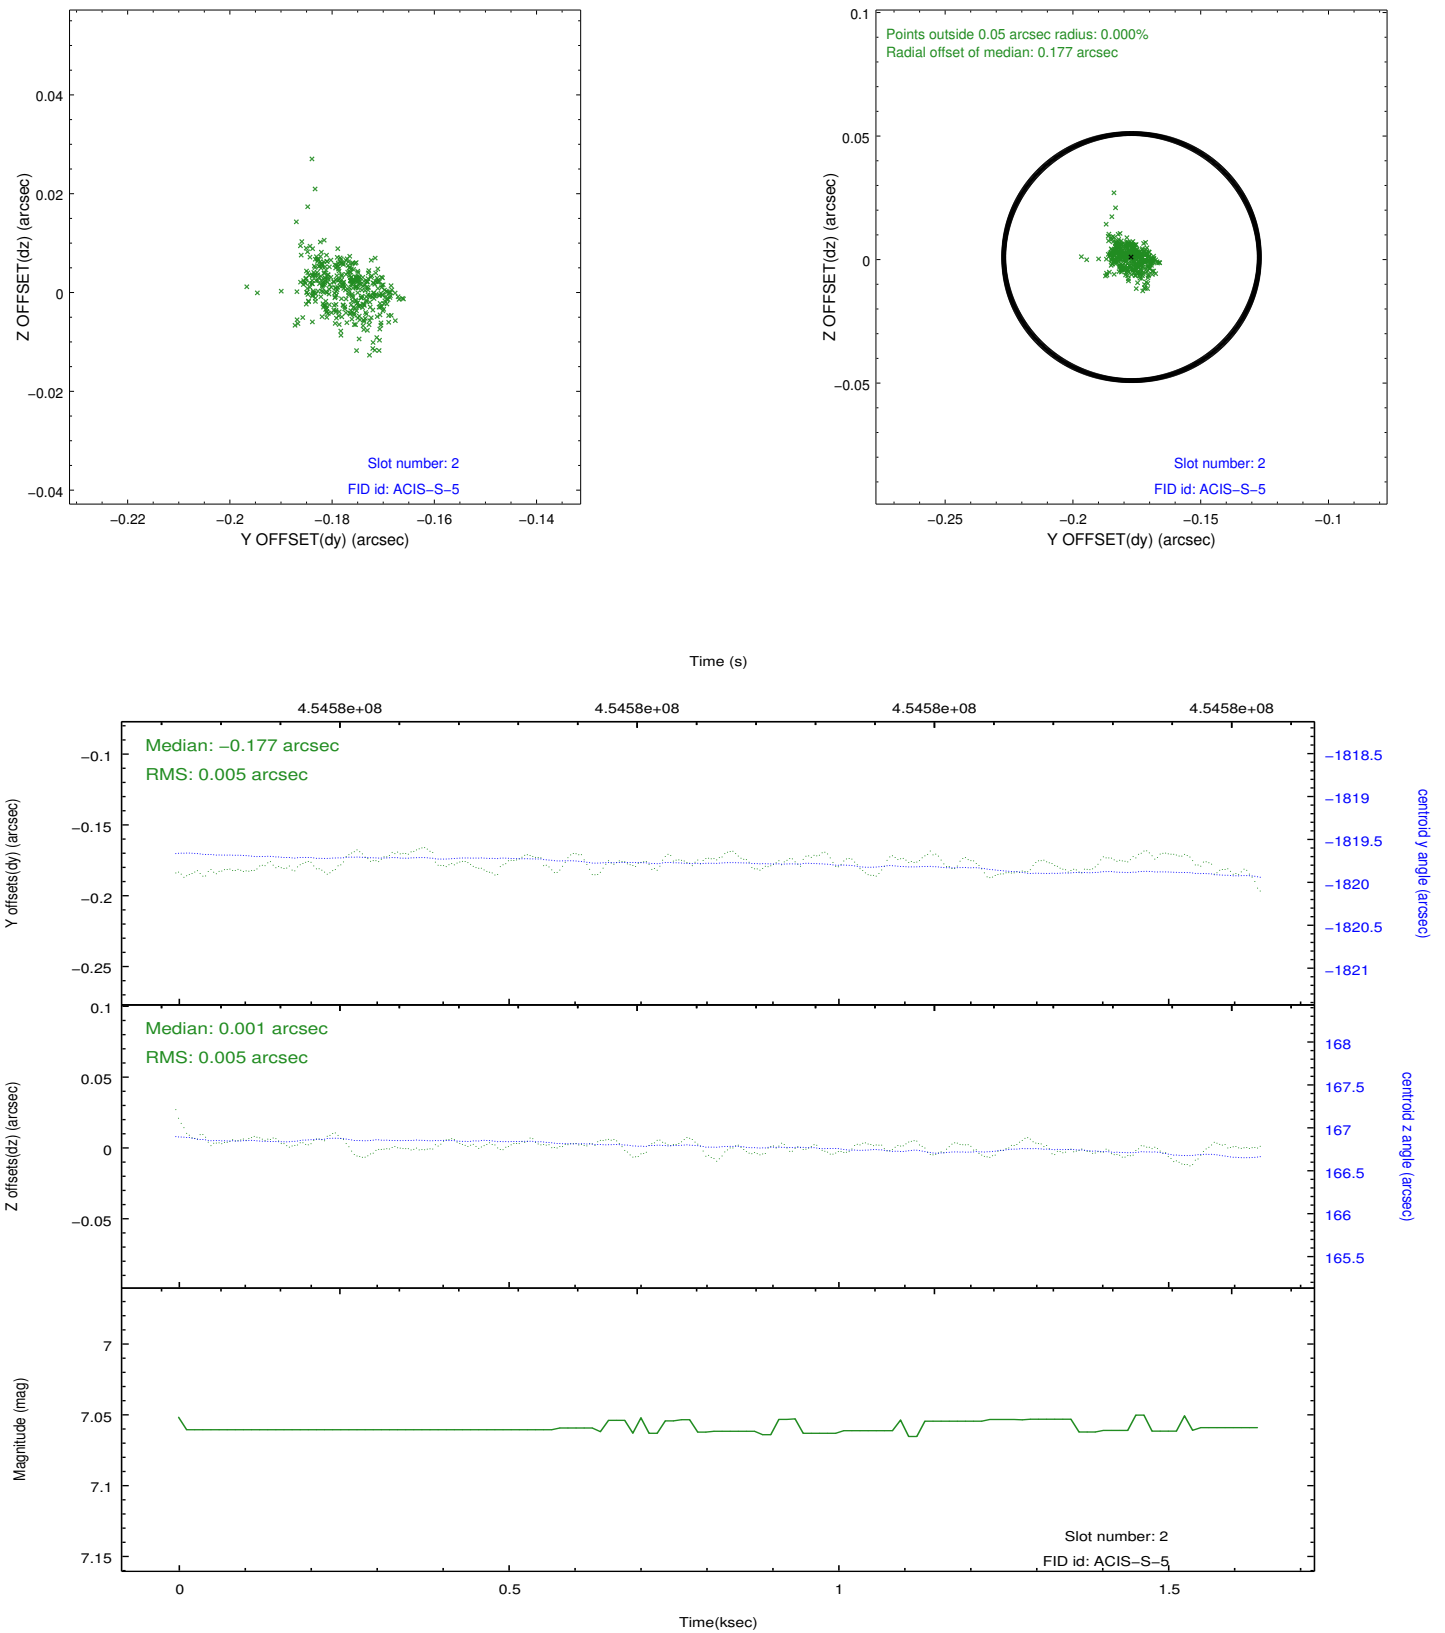 0.04
0.02
0
−0.02
−0.04
Z OFFSET(dz) (arcsec)
Slot number: 2
FID id: ACIS−S−5
−0.22
−0.2
−0.18
−0.16
−0.14
Y OFFSET(dy) (arcsec)
0.1
0.05
0
−0.05
Z OFFSET(dz) (arcsec)
Points outside 0.05 arcsec radius: 0.000%
Radial offset of median: 0.177 arcsec
Slot number: 2
FID id: ACIS−S−5
−0.25
−0.2
−0.15
−0.1
Y OFFSET(dy) (arcsec)
Time (s)
4.5458e+08
4.5458e+08
4.5458e+08
4.5458e+08
Median: −0.177 arcsec
RMS: 0.005 arcsec
−0.1
−0.15
−0.2
−0.25
Y offsets(dy) (arcsec)
−1818.5
−1819
−1819.5
−1820
−1820.5
−1821
centroid y angle (arcsec)
Median: 0.001 arcsec
RMS: 0.005 arcsec
0.1
0.05
0
−0.05
Z offsets(dz) (arcsec)
168
167.5
167
166.5
166
165.5
centroid z angle (arcsec)
7
7.05
7.1
7.15
Magnitude (mag)
Slot number: 2
FID id: ACIS−S−5
0
0.5
1
1.5
Time(ksec)